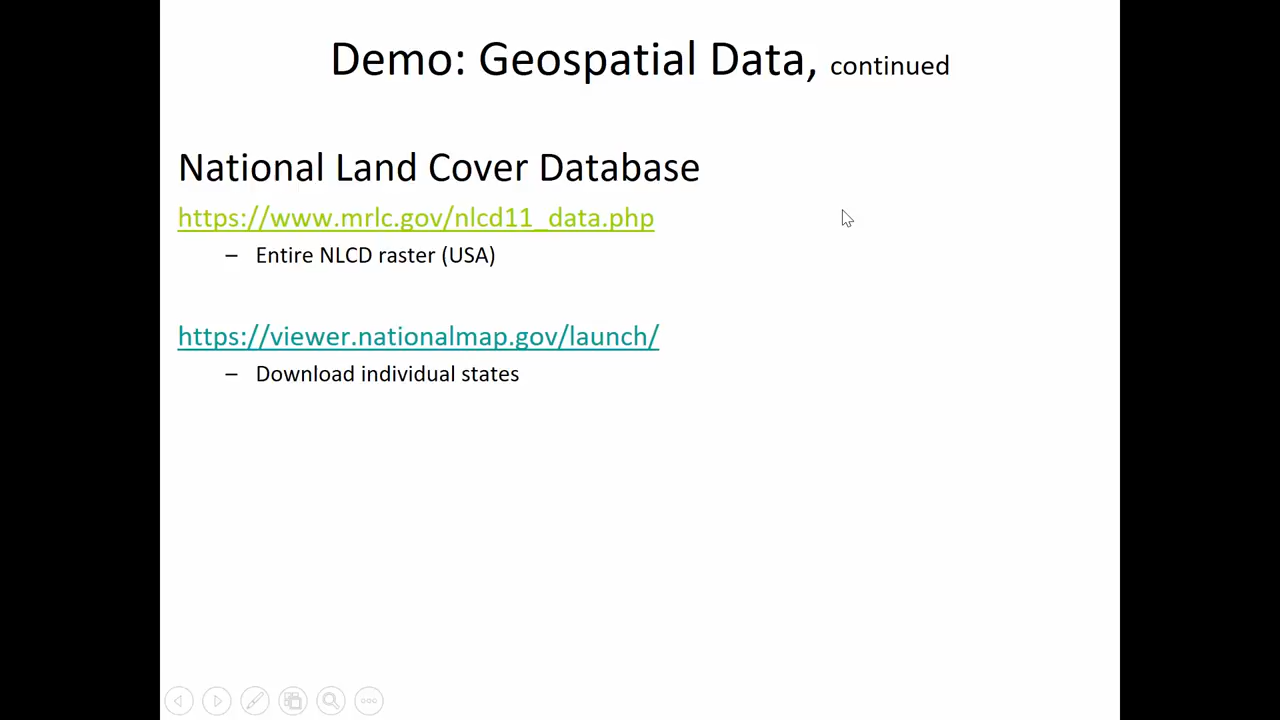 Demo: Geospatial Data, continued
National Land Cover Database
https://www.mrlc.gov/nlcd11_data.php
– Entire NLCD raster (USA)
https://viewer.nationalmap.gov/launch/
– Download individual states